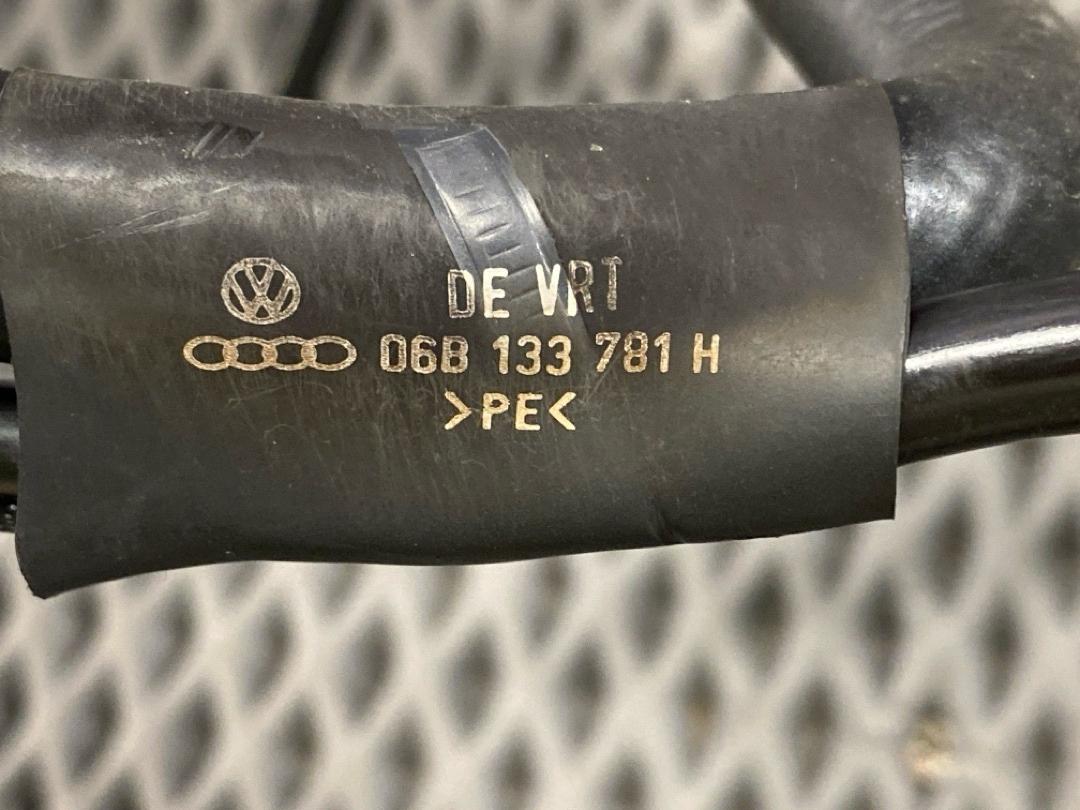 DE VRT
06B 133 781 H
>PE<